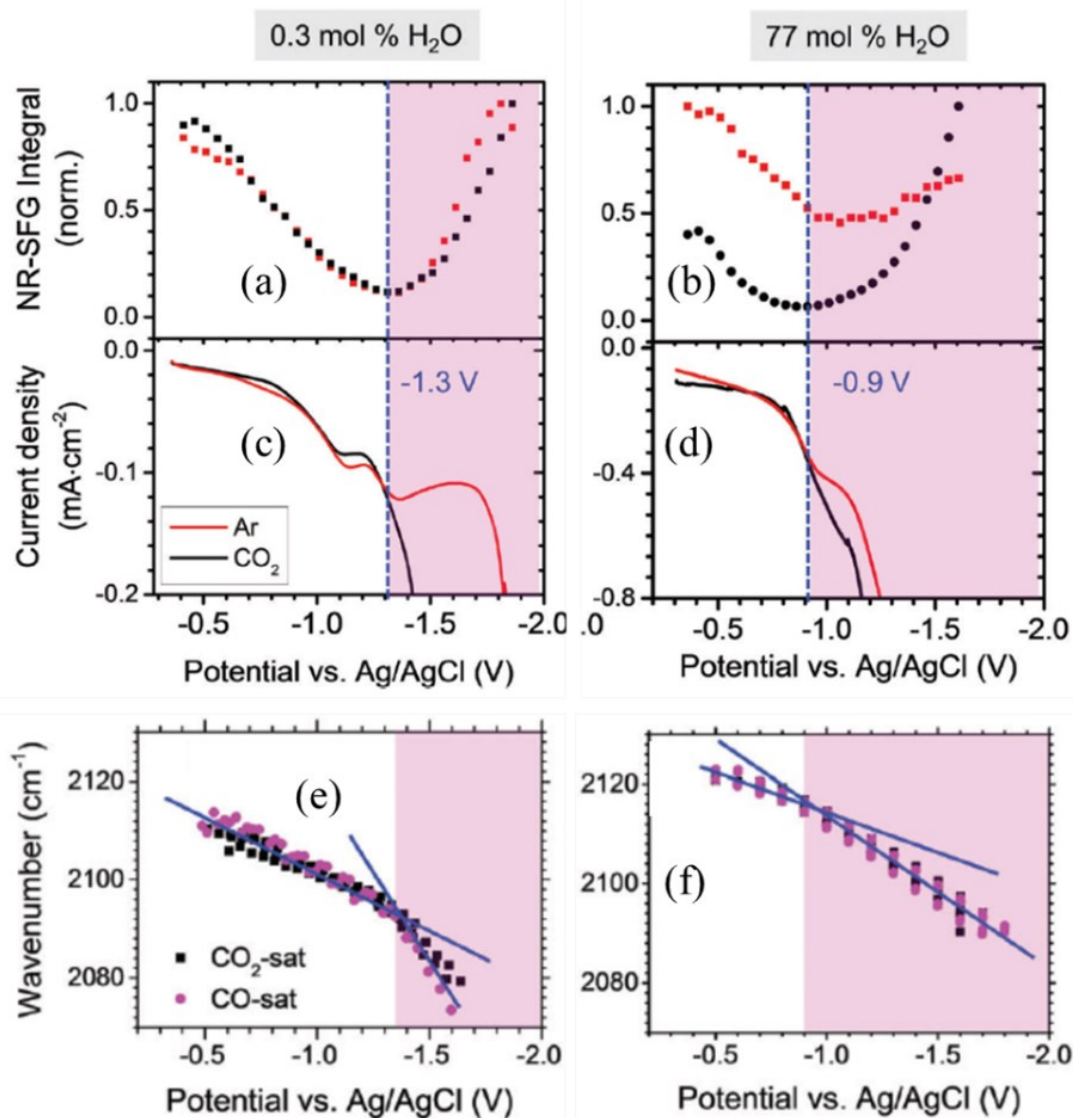 0.3 mol % H₂O
77 mol % H₂O
NR-SFG Integral
(norm.)
1.0
0.5
0.0
(a)
1.0
0.5
0.0
(b)
Current density
(mA·cm⁻²)
0.0
-0.1
-0.2
-1.3 V
(c)
Ar
CO₂
0.0
-0.4
-0.8
-0.9 V
(d)
-0.5 -1.0 -1.5 -2.0
.0 -0.5 -1.0 -1.5 -2.0
Potential vs. Ag/AgCl (V)
Potential vs. Ag/AgCl (V)
Wavenumber (cm⁻¹)
2120
2100
2080
(e)
CO₂-sat
CO-sat
2120
2100
2080
(f)
-0.5 -1.0 -1.5 -2.0
-0.5 -1.0 -1.5 -2.0
Potential vs. Ag/AgCl (V)
Potential vs. Ag/AgCl (V)